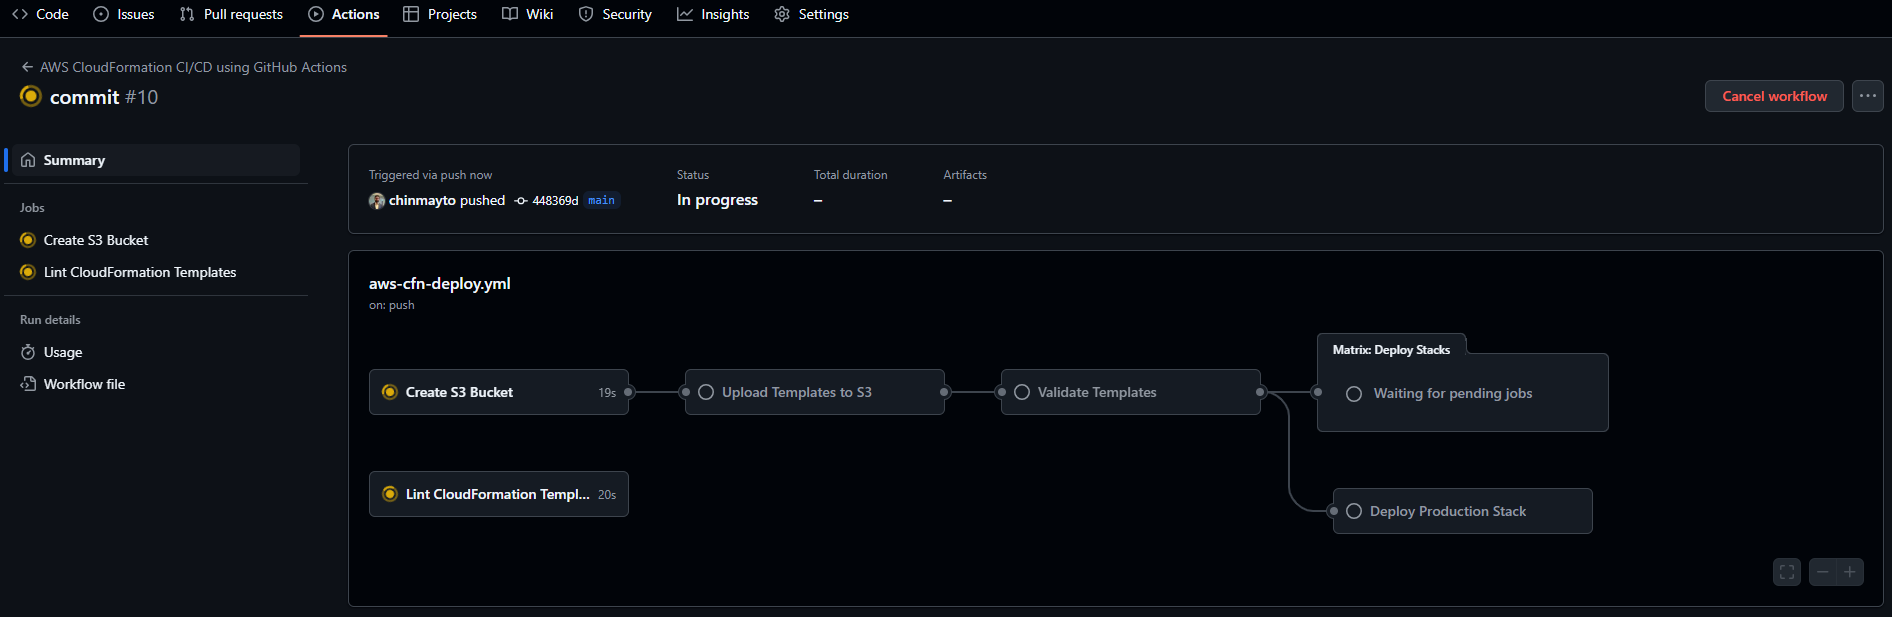 Code Issues Pull requests Actions Projects Wiki Security Insights Settings
AWS CloudFormation CI/CD using GitHub Actions
commit #10
Cancel workflow
Summary
Jobs
Create S3 Bucket
Lint CloudFormation Templates
Run details
Usage
Workflow file
Triggered via push now
chinmayto pushed 448369d main
Status
In progress
Total duration
–
Artifacts
–
aws-cfn-deploy.yml
on: push
Create S3 Bucket 19s
Upload Templates to S3
Validate Templates
Matrix: Deploy Stacks
Waiting for pending jobs
Lint CloudFormation Templ... 20s
Deploy Production Stack